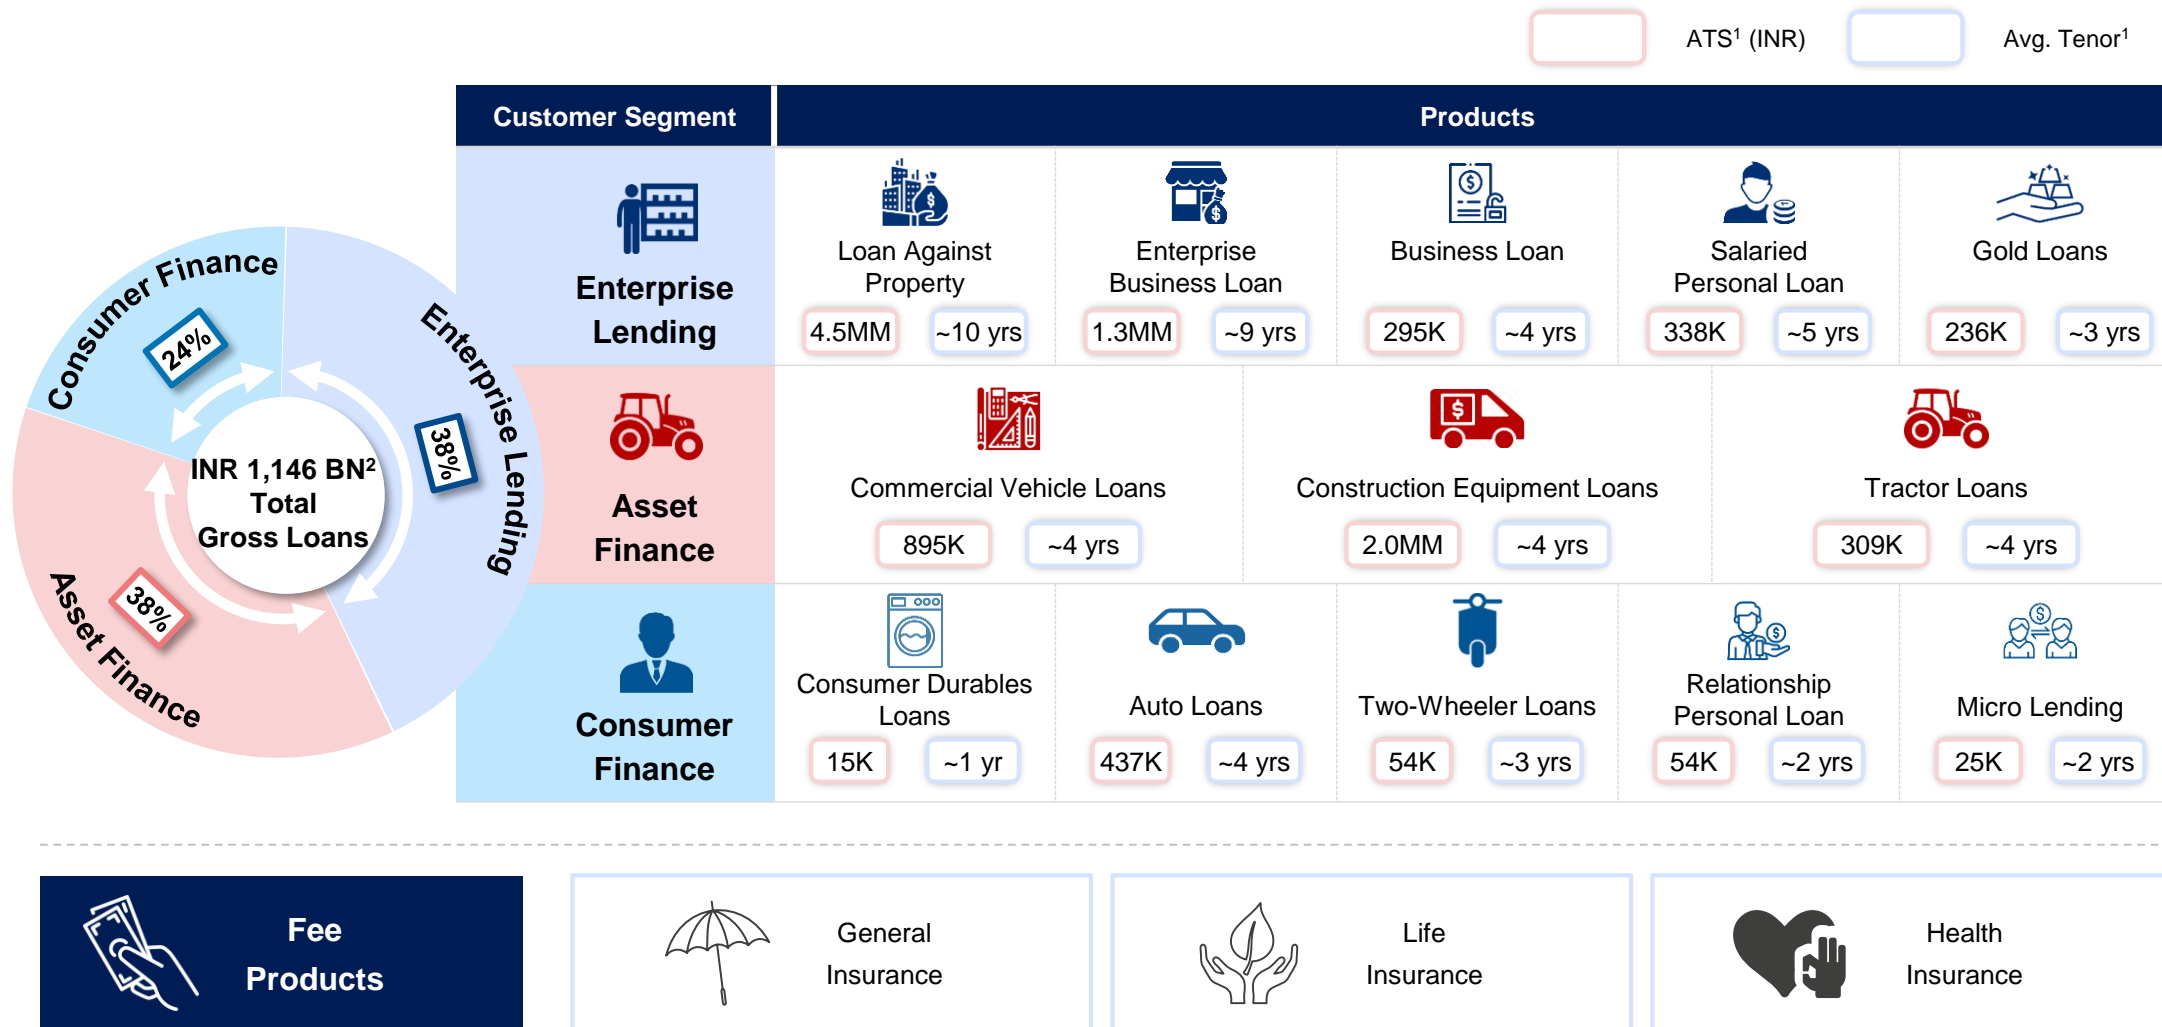 ATS¹ (INR)
Avg. Tenor¹
Customer Segment
Products
Enterprise
Lending
Loan Against
Property
4.5MM
~10 yrs
Enterprise
Business Loan
1.3MM
~9 yrs
Business Loan
295K
~4 yrs
Salaried
Personal Loan
338K
~5 yrs
Gold Loans
236K
~3 yrs
Asset
Finance
Commercial Vehicle Loans
895K
~4 yrs
Construction Equipment Loans
2.0MM
~4 yrs
Tractor Loans
309K
~4 yrs
Consumer
Finance
Consumer Durables
Loans
15K
~1 yr
Auto Loans
437K
~4 yrs
Two-Wheeler Loans
54K
~3 yrs
Relationship
Personal Loan
54K
~2 yrs
Micro Lending
25K
~2 yrs
Consumer Finance
24%
Enterprise Lending
38%
Asset Finance
38%
INR 1,146 BN²
Total
Gross Loans
Fee
Products
General
Insurance
Life
Insurance
Health
Insurance